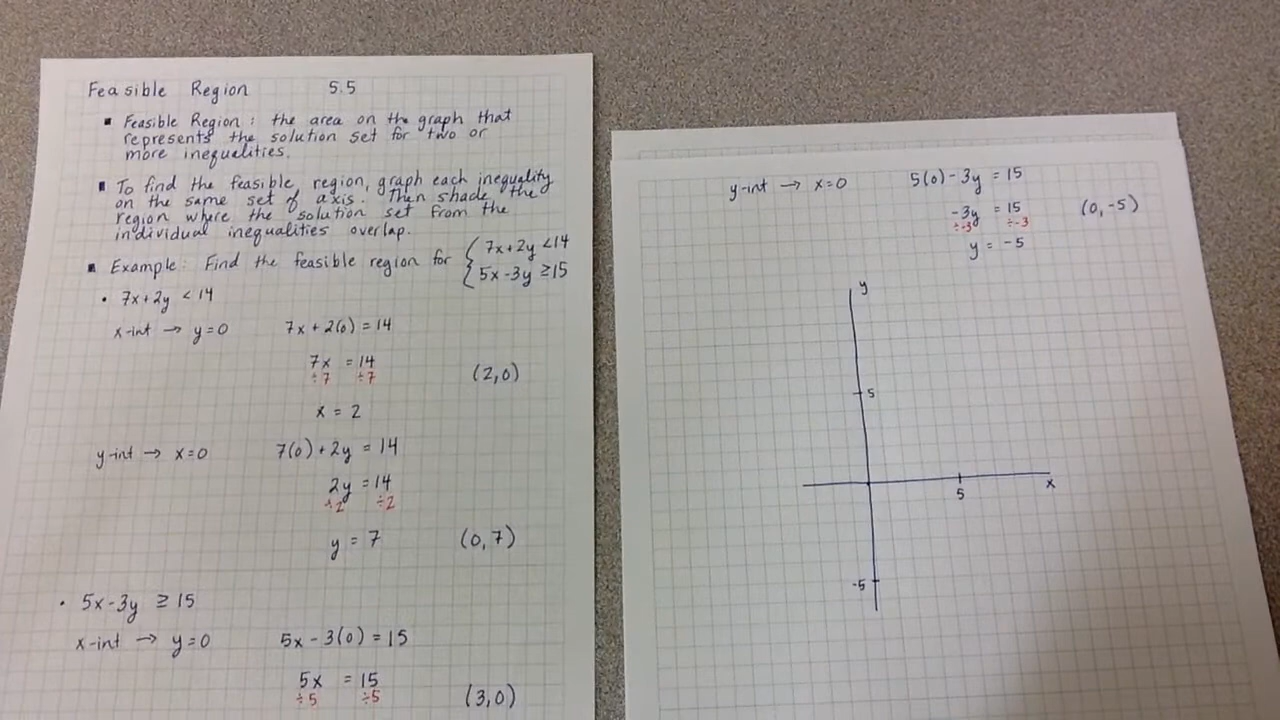 Feasible Region 5.5
▪ Feasible Region : the area on the graph that
represents the solution set for two or
more inequalities.
▪ To find the feasible region, graph each inequality
on the same set of axis. Then shade the
region where the solution set from the
individual inequalities overlap.
▪ Example: Find the feasible region for { 7x+2y <14
5x-3y ≥15
• 7x+2y < 14
x-int → y=0 7x + 2(0) = 14
7x = 14
÷7 ÷7 (2,0)
x = 2
y-int → x=0 7(0) + 2y = 14
2y = 14
÷2 ÷2
y = 7 (0,7)
• 5x-3y ≥ 15
x-int → y=0 5x - 3(0) = 15
5x = 15
÷5 ÷5 (3,0)
y-int → x=0 5(0) - 3y = 15
-3y = 15 (0,-5)
÷-3 ÷-3
y = -5
y
5
5 x
-5